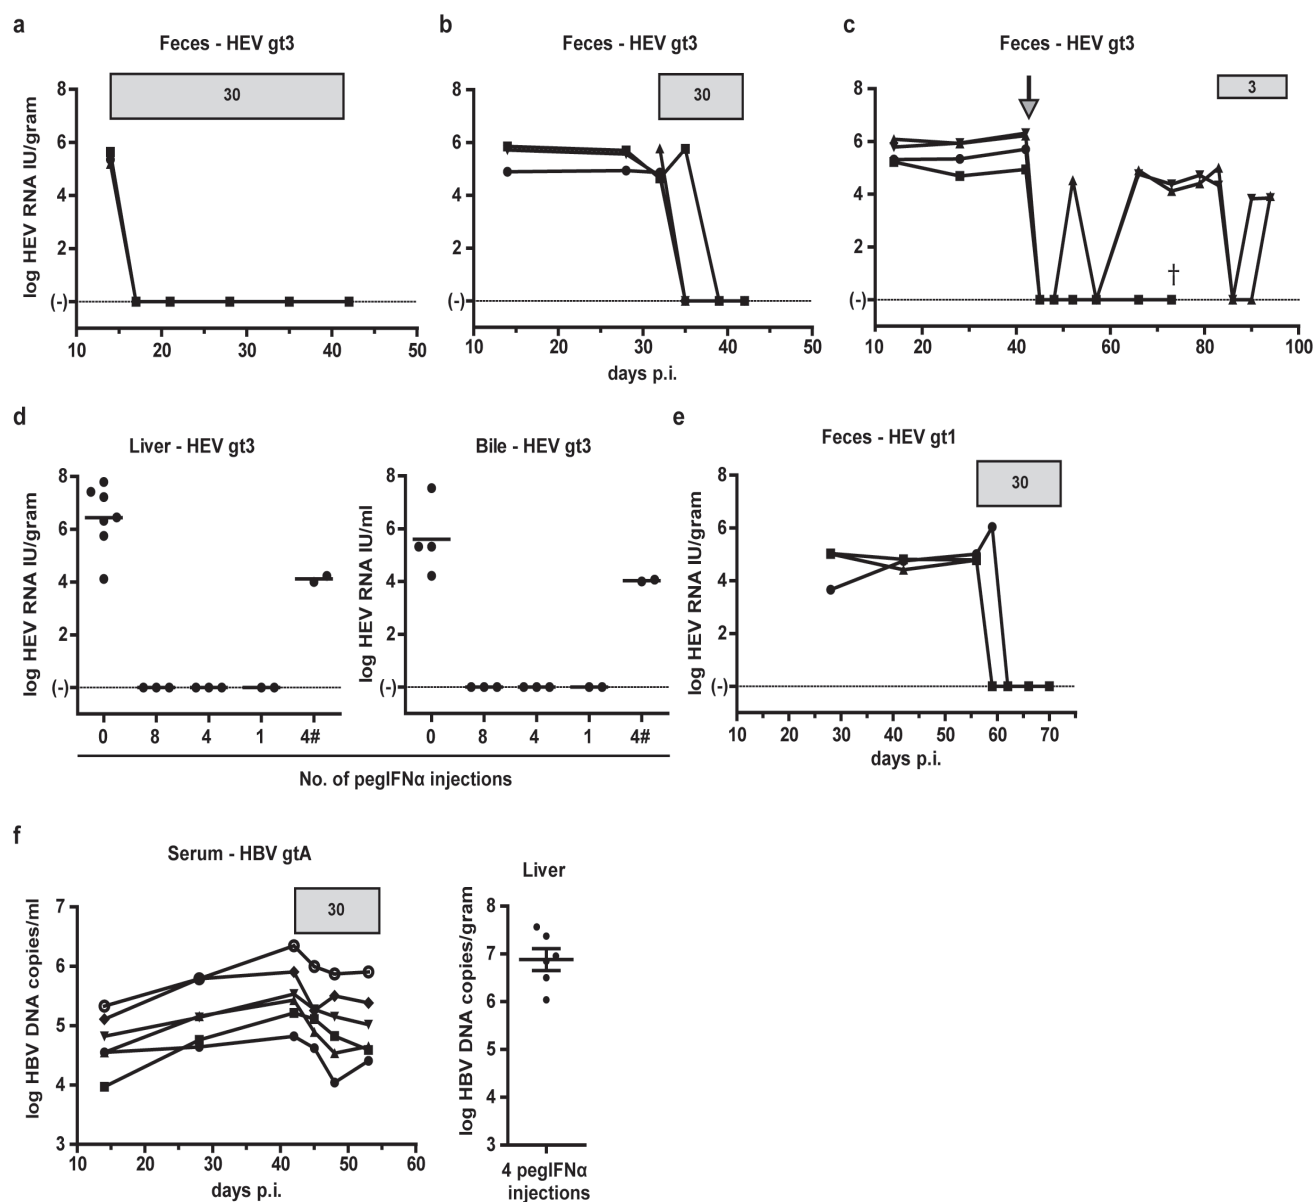 a
Feces - HEV gt3
30
log HEV RNA IU/gram
8
6
4
2
(-)
10 20 30 40 50
b
Feces - HEV gt3
30
8
6
4
2
(-)
10 20 30 40 50
days p.i.
c
Feces - HEV gt3
3
8
6
4
2
(-)
†
10 20 40 60 80 100
d
Liver - HEV gt3
log HEV RNA IU/gram
8
6
4
2
(-)
0 8 4 1 4#
Bile - HEV gt3
log HEV RNA IU/ml
8
6
4
2
(-)
0 8 4 1 4#
No. of pegIFNα injections
e
Feces - HEV gt1
30
log HEV RNA IU/gram
8
6
4
2
(-)
10 20 30 40 50 60 70
days p.i.
f
Serum - HBV gtA
30
log HBV DNA copies/ml
7
6
5
4
3
10 20 30 40 50 60
days p.i.
Liver
log HBV DNA copies/gram
8
7
6
5
4
3
4 pegIFNα
injections